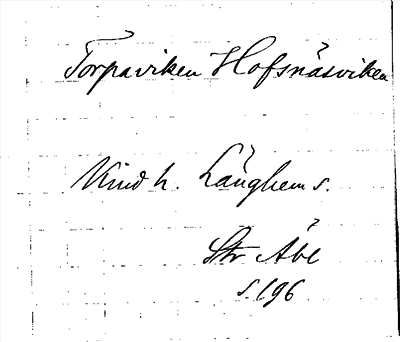 Torpaviken Hofsnäsviken
Kind h. Länghem s.
Str Åbl
s. 196